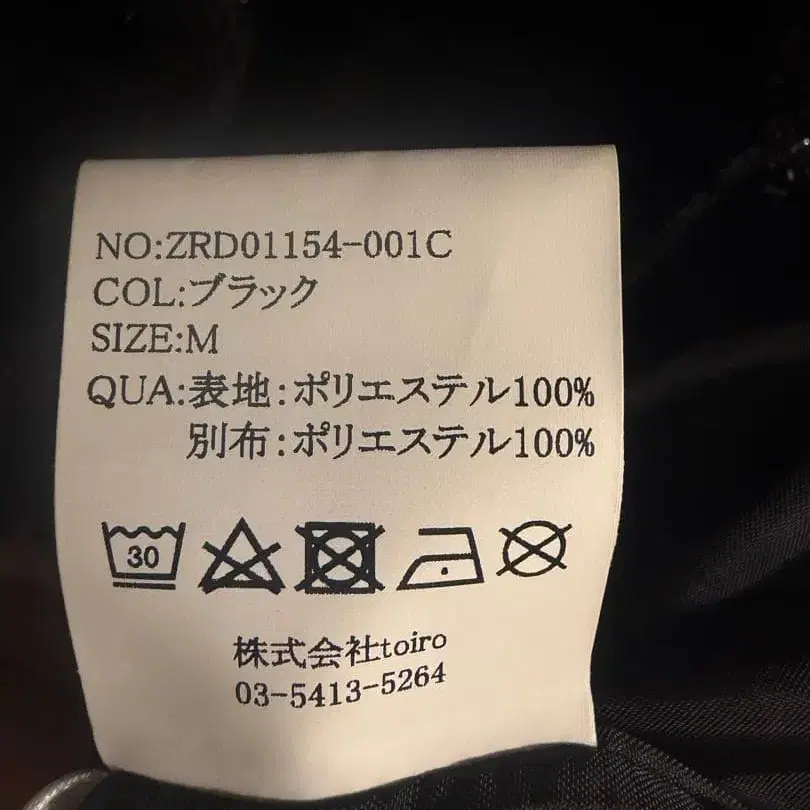 NO:ZRD01154-001C
COL:ブラック
SIZE:M
QUA:表地:ポリエステル100%
別布:ポリエステル100%
30
株式会社toiro
03-5413-5264